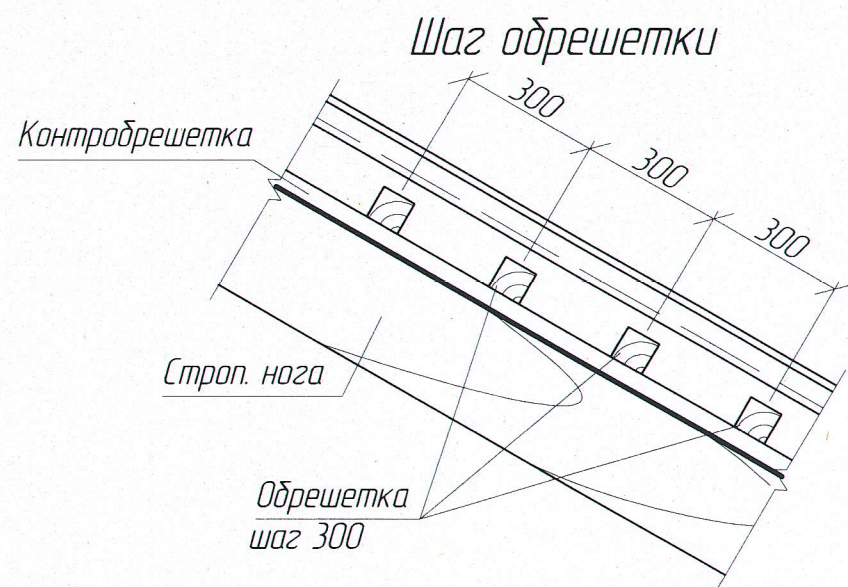 Шаг обрешетки
300
300
300
Контробрешетка
Строп. нога
Обрешетка
шаг 300